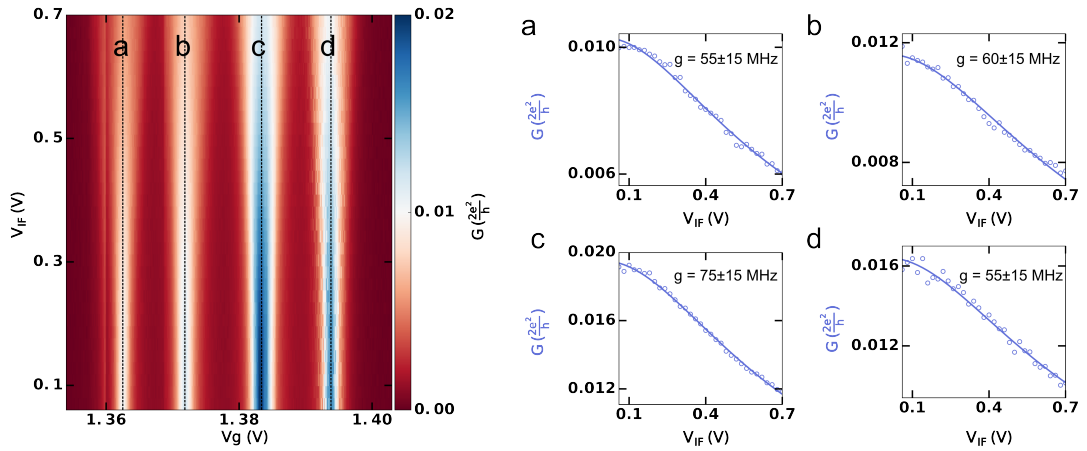 0.7
0.5
0.3
0.1
V_IF (V)
a
b
c
d
1.36
1.38
1.40
Vg (V)
0.02
0.01
0.00
G (2e²/h)
a
0.010
0.006
G (2e²/h)
g = 55±15 MHz
0.1
0.4
0.7
V_IF (V)
b
0.012
0.008
G (2e²/h)
g = 60±15 MHz
0.1
0.4
0.7
V_IF (V)
c
0.020
0.016
0.012
G (2e²/h)
g = 75±15 MHz
0.1
0.4
0.7
V_IF (V)
d
0.016
0.012
G (2e²/h)
g = 55±15 MHz
0.1
0.4
0.7
V_IF (V)